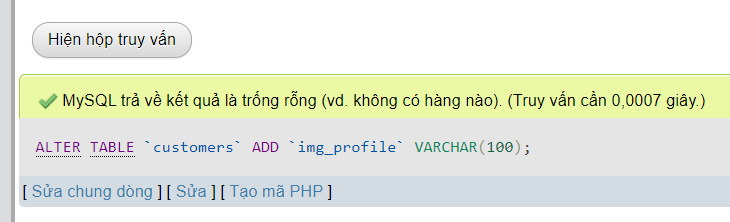 Hiện hộp truy vấn
MySQL trả về kết quả là trống rỗng (vd. không có hàng nào). (Truy vấn cần 0,0007 giây.)
ALTER TABLE `customers` ADD `img_profile` VARCHAR(100);
[ Sửa chung dòng ] [ Sửa ] [ Tạo mã PHP ]